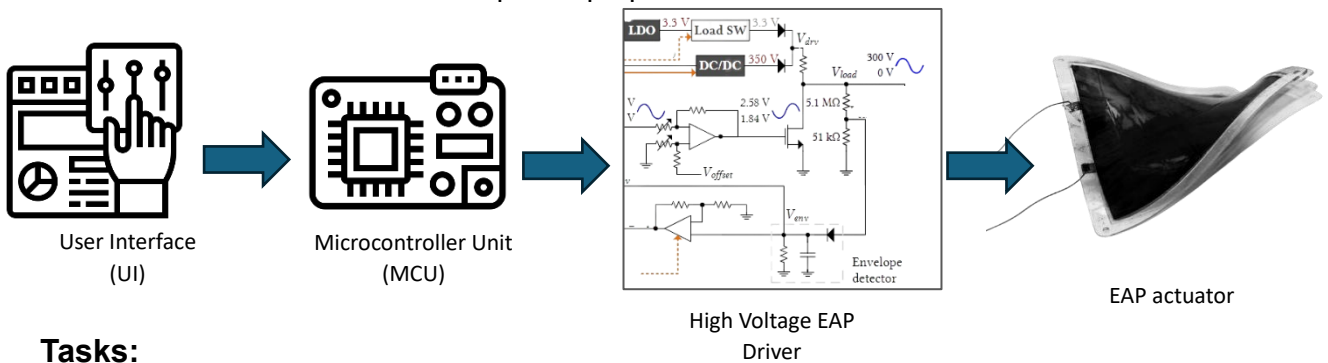 LDO 3.3 V Load SW 3.3 V
V_drv
DC/DC 350 V
300 V
0 V
V_load
V
V
2.58 V
1.84 V
5.1 MΩ
51 kΩ
V_offset
V_env
Envelope
detector
User Interface
(UI)
Microcontroller Unit
(MCU)
High Voltage EAP
Driver
EAP actuator
Tasks: